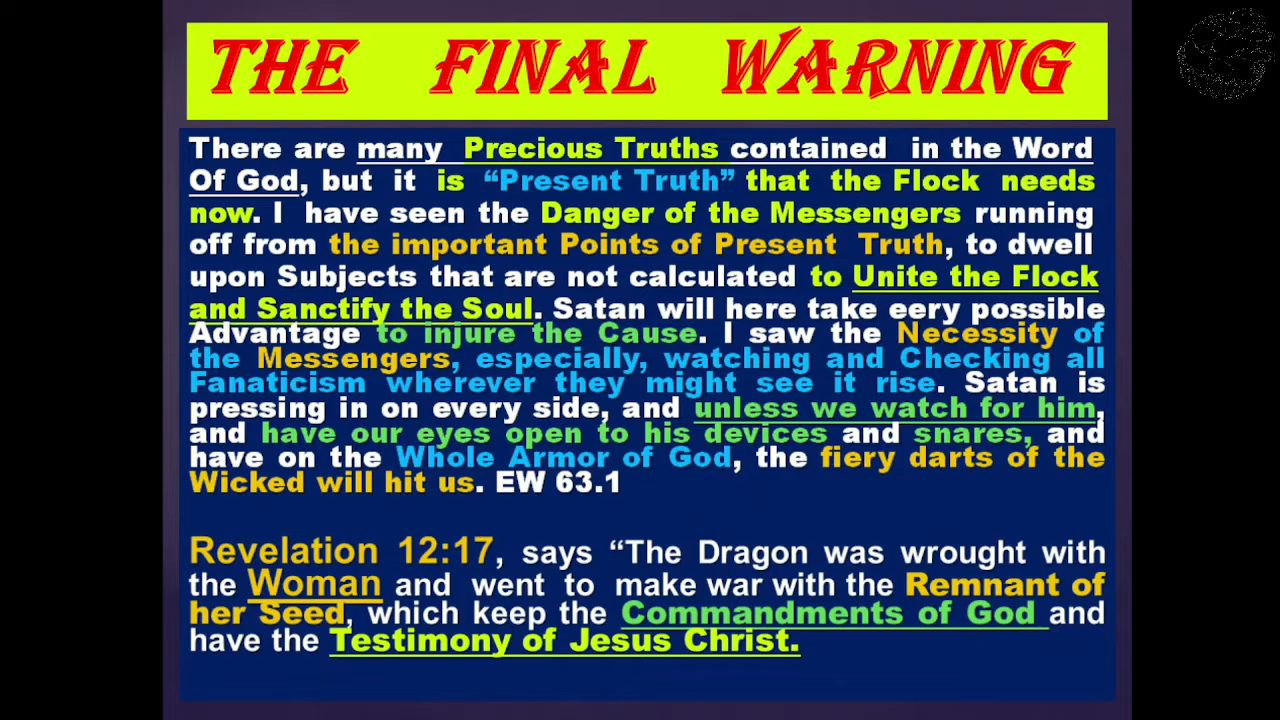 THE FINAL WARNING
There are many Precious Truths contained in the Word
Of God, but it is “Present Truth” that the Flock needs
now. I have seen the Danger of the Messengers running
off from the important Points of Present Truth, to dwell
upon Subjects that are not calculated to Unite the Flock
and Sanctify the Soul. Satan will here take eery possible
Advantage to injure the Cause. I saw the Necessity of
the Messengers, especially, watching and Checking all
Fanaticism wherever they might see it rise. Satan is
pressing in on every side, and unless we watch for him,
and have our eyes open to his devices and snares, and
have on the Whole Armor of God, the fiery darts of the
Wicked will hit us. EW 63.1
Revelation 12:17, says “The Dragon was wrought with
the Woman and went to make war with the Remnant of
her Seed, which keep the Commandments of God and
have the Testimony of Jesus Christ.